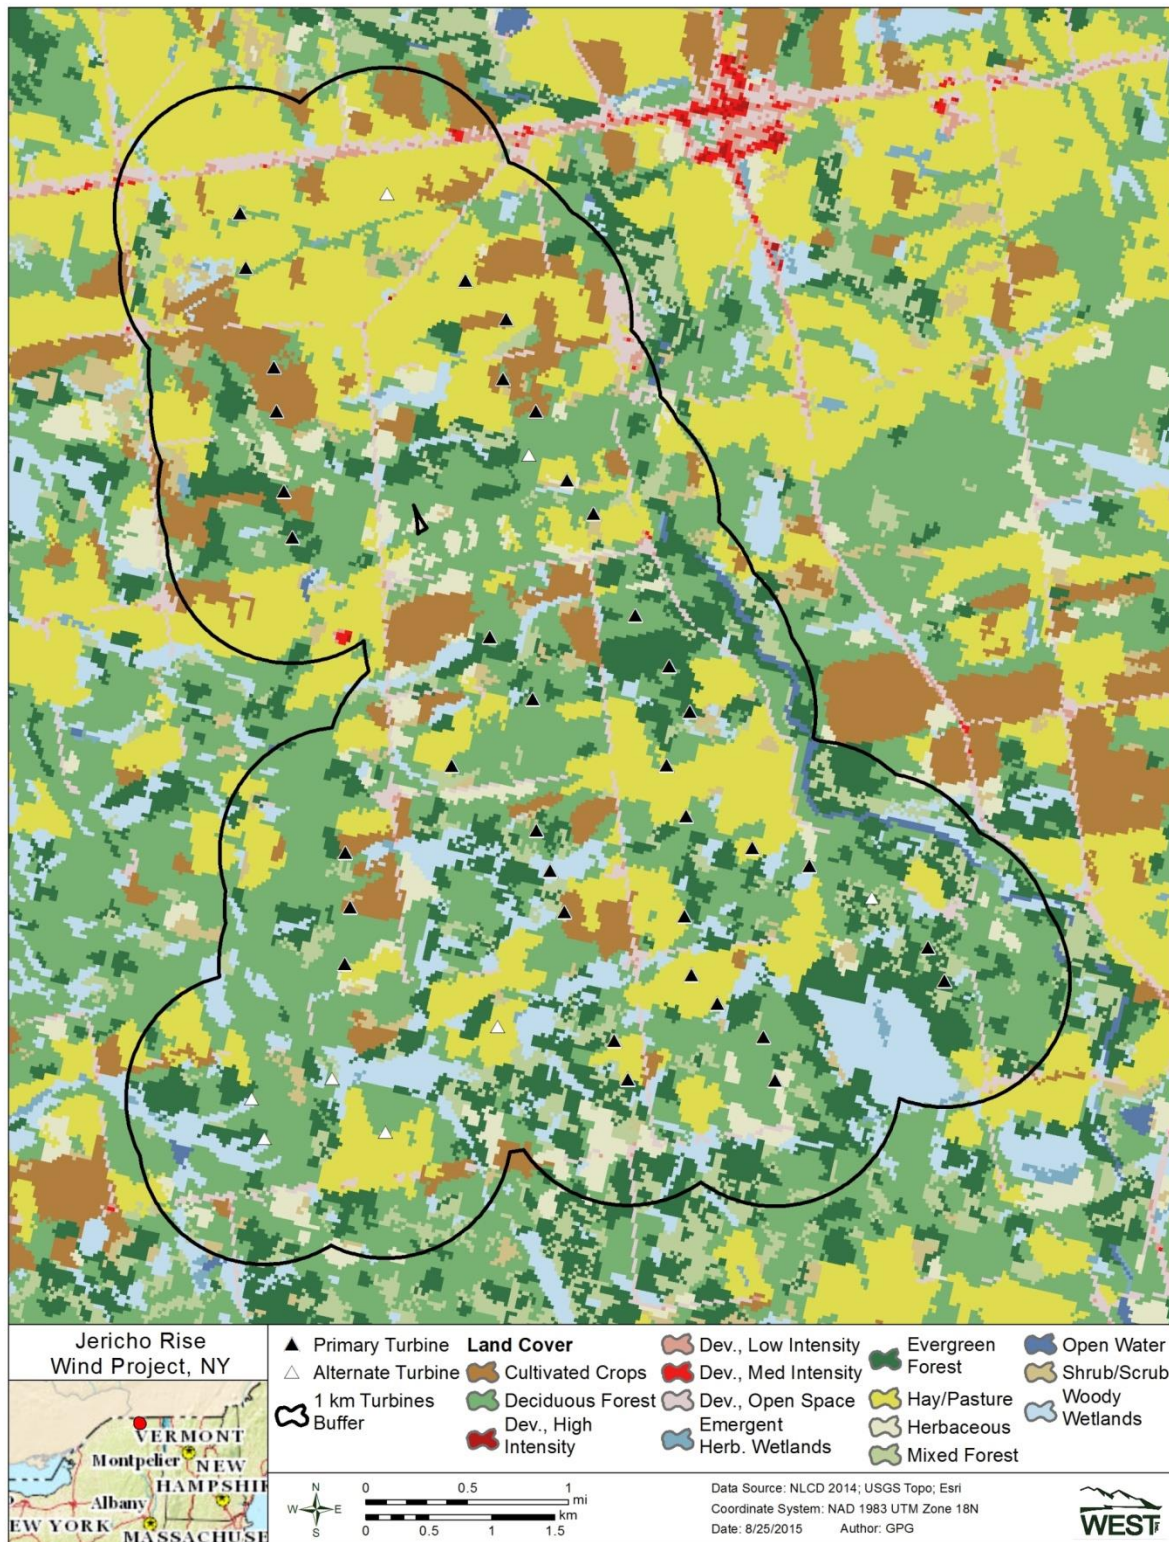 Jericho Rise
Wind Project, NY
VERMONT
Montpelier
NEW
HAMPSHIR
Albany
EW YORK
MASSACHUSE
Primary Turbine
Alternate Turbine
1 km Turbines
Buffer
Land Cover
Cultivated Crops
Deciduous Forest
Dev., High
Intensity
Dev., Low Intensity
Dev., Med Intensity
Dev., Open Space
Emergent
Herb. Wetlands
Evergreen
Forest
Hay/Pasture
Herbaceous
Mixed Forest
Open Water
Shrub/Scrub
Woody
Wetlands
N
W E
S
0 0.5 1
mi
km
0 0.5 1 1.5
Data Source: NLCD 2014; USGS Topo; Esri
Coordinate System: NAD 1983 UTM Zone 18N
Date: 8/25/2015 Author: GPG
WEST